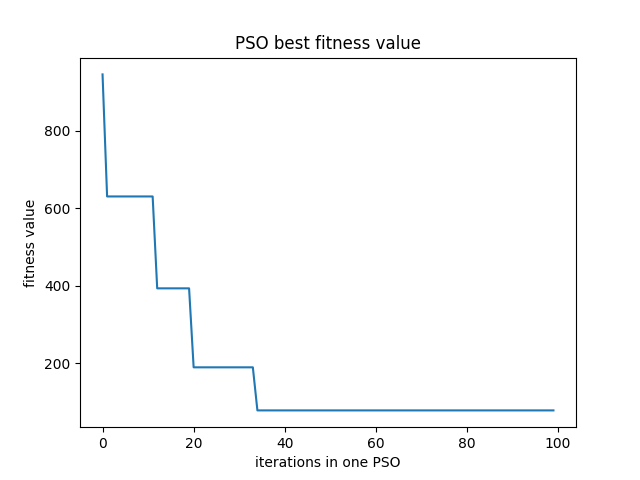 PSO best fitness value
800
600
400
200
fitness value
0 20 40 60 80 100
iterations in one PSO